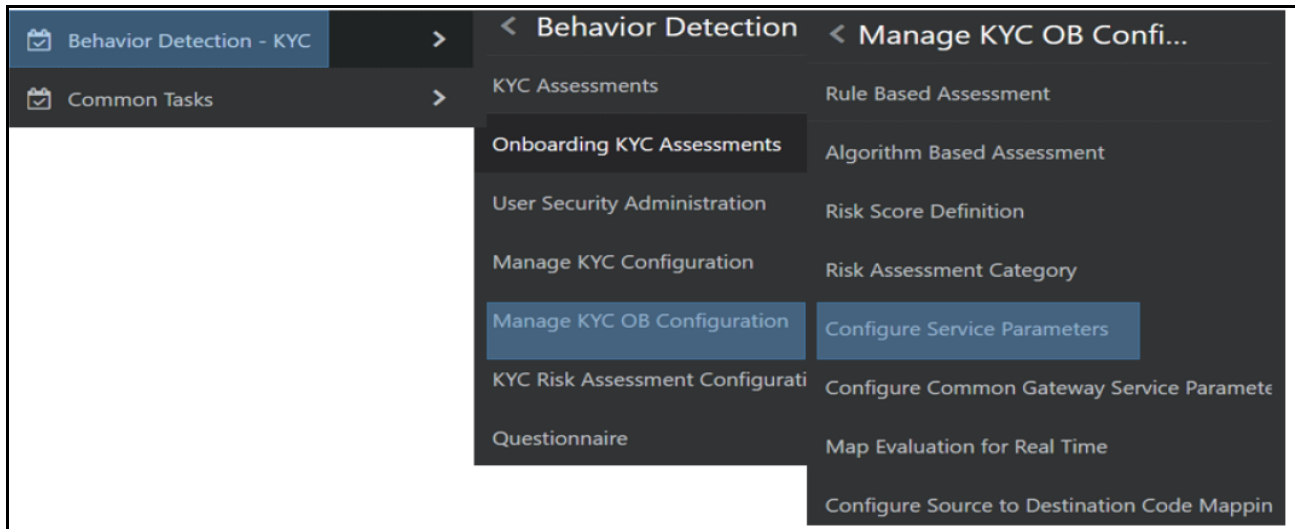 Behavior Detection - KYC >
Common Tasks >
< Behavior Detection
KYC Assessments
Onboarding KYC Assessments
User Security Administration
Manage KYC Configuration
Manage KYC OB Configuration
KYC Risk Assessment Configurati
Questionnaire
< Manage KYC OB Confi...
Rule Based Assessment
Algorithm Based Assessment
Risk Score Definition
Risk Assessment Category
Configure Service Parameters
Configure Common Gateway Service Paramete
Map Evaluation for Real Time
Configure Source to Destination Code Mappin